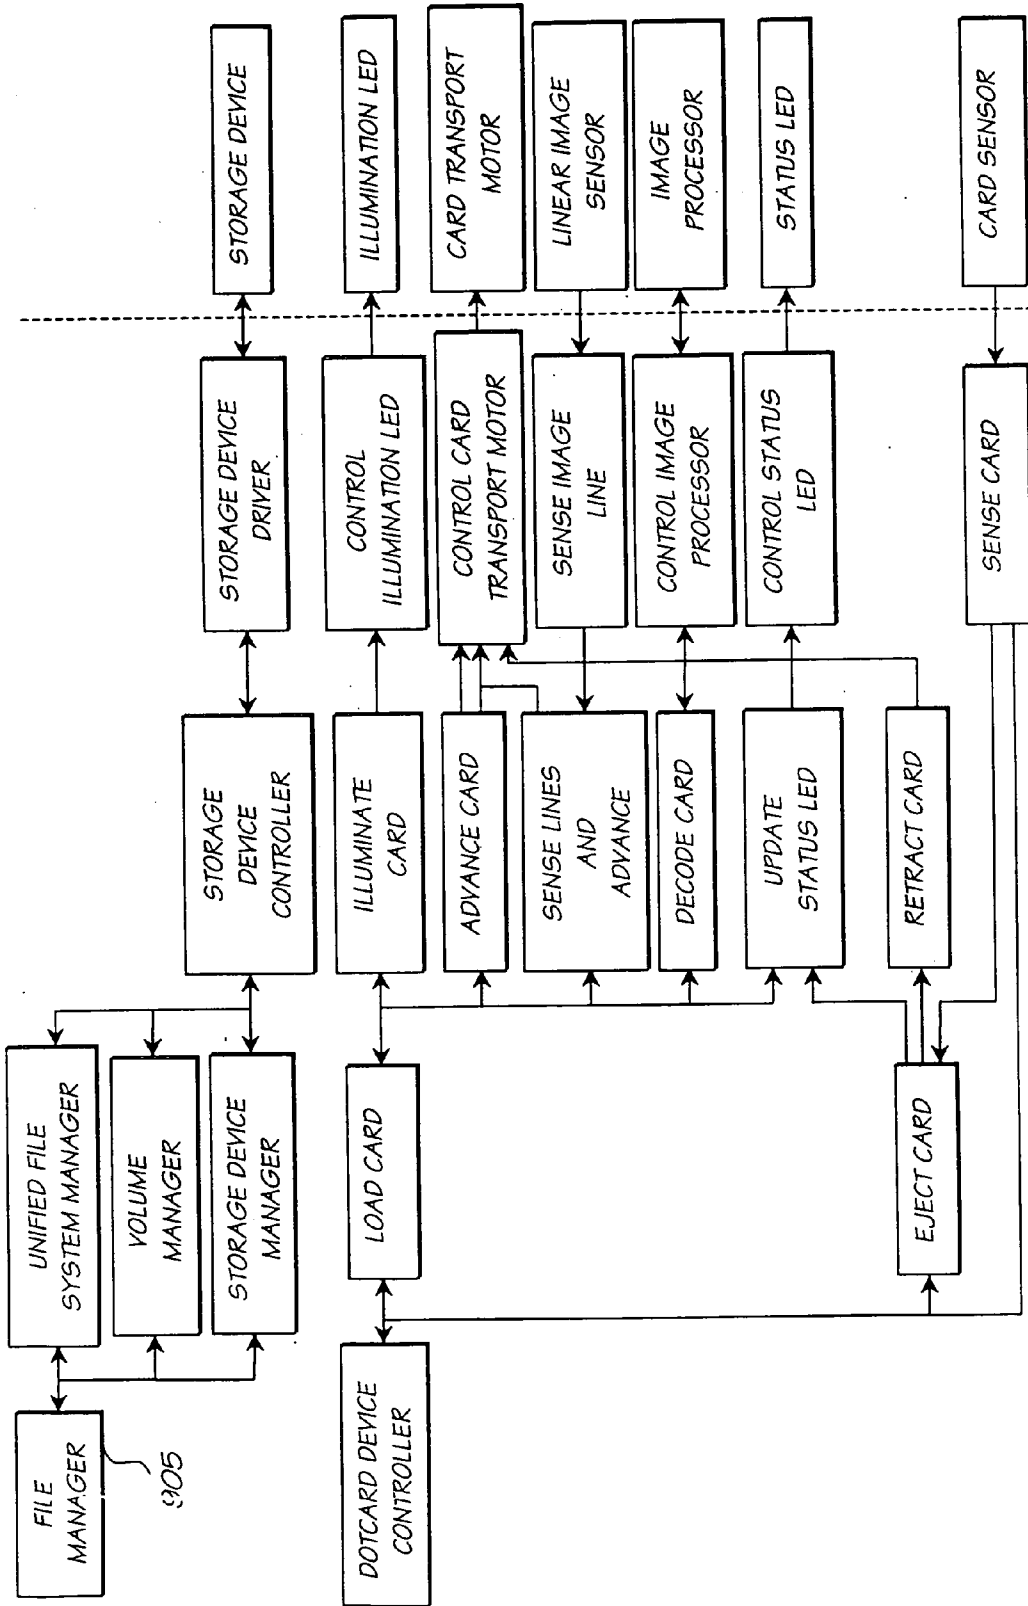 FILE
MANAGER
905
UNIFIED FILE
SYSTEM MANAGER
VOLUME
MANAGER
STORAGE DEVICE
MANAGER
STORAGE
DEVICE
CONTROLLER
STORAGE DEVICE
DRIVER
STORAGE DEVICE
DOTCARD DEVICE
CONTROLLER
LOAD CARD
ILLUMINATE
CARD
CONTROL
ILLUMINATION LED
ILLUMINATION LED
ADVANCE CARD
CONTROL CARD
TRANSPORT MOTOR
CARD TRANSPORT
MOTOR
SENSE LINES
AND
ADVANCE
SENSE IMAGE
LINE
LINEAR IMAGE
SENSOR
DECODE CARD
CONTROL IMAGE
PROCESSOR
IMAGE
PROCESSOR
UPDATE
STATUS LED
CONTROL STATUS
LED
STATUS LED
EJECT CARD
RETRACT CARD
SENSE CARD
CARD SENSOR